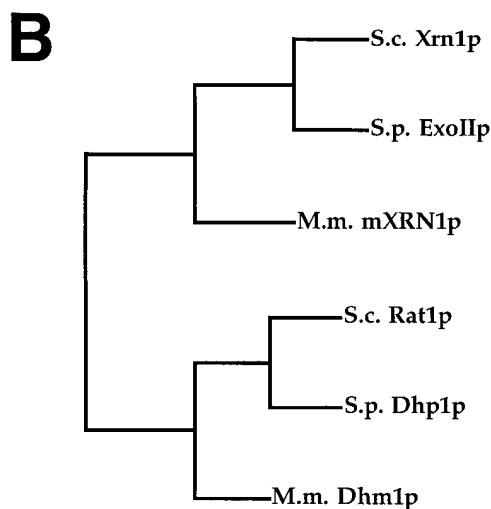 B
S.c. Xrn1p
S.p. ExoIIp
M.m. mXRN1p
S.c. Rat1p
S.p. Dhp1p
M.m. Dhm1p